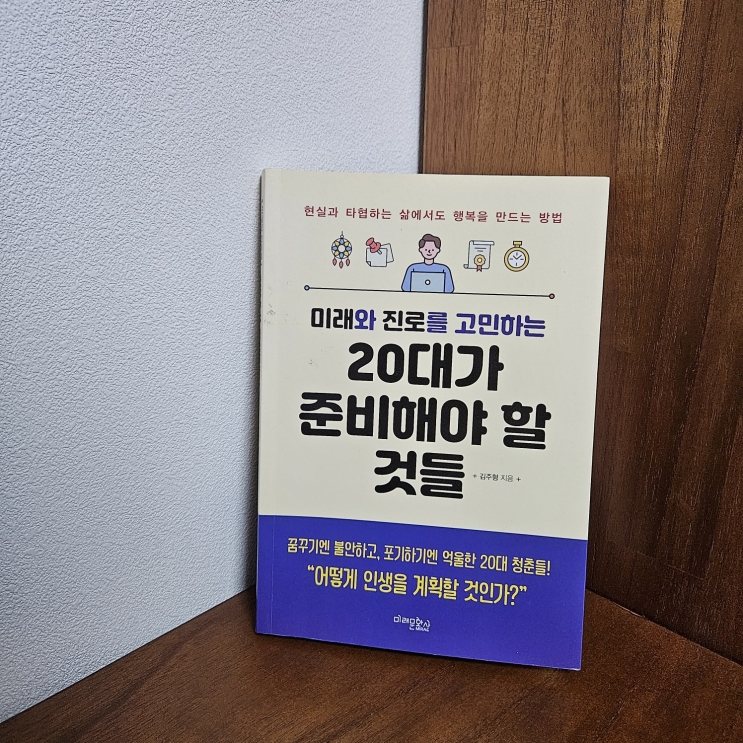 현실과 타협하는 삶에서도 행복을 만드는 방법
미래와 진로를 고민하는
20대가
준비해야 할
것들
+ 김주형 지음 +
꿈꾸기엔 불안하고, 포기하기엔 억울한 20대 청춘들!
“어떻게 인생을 계획할 것인가?”
미래문화사